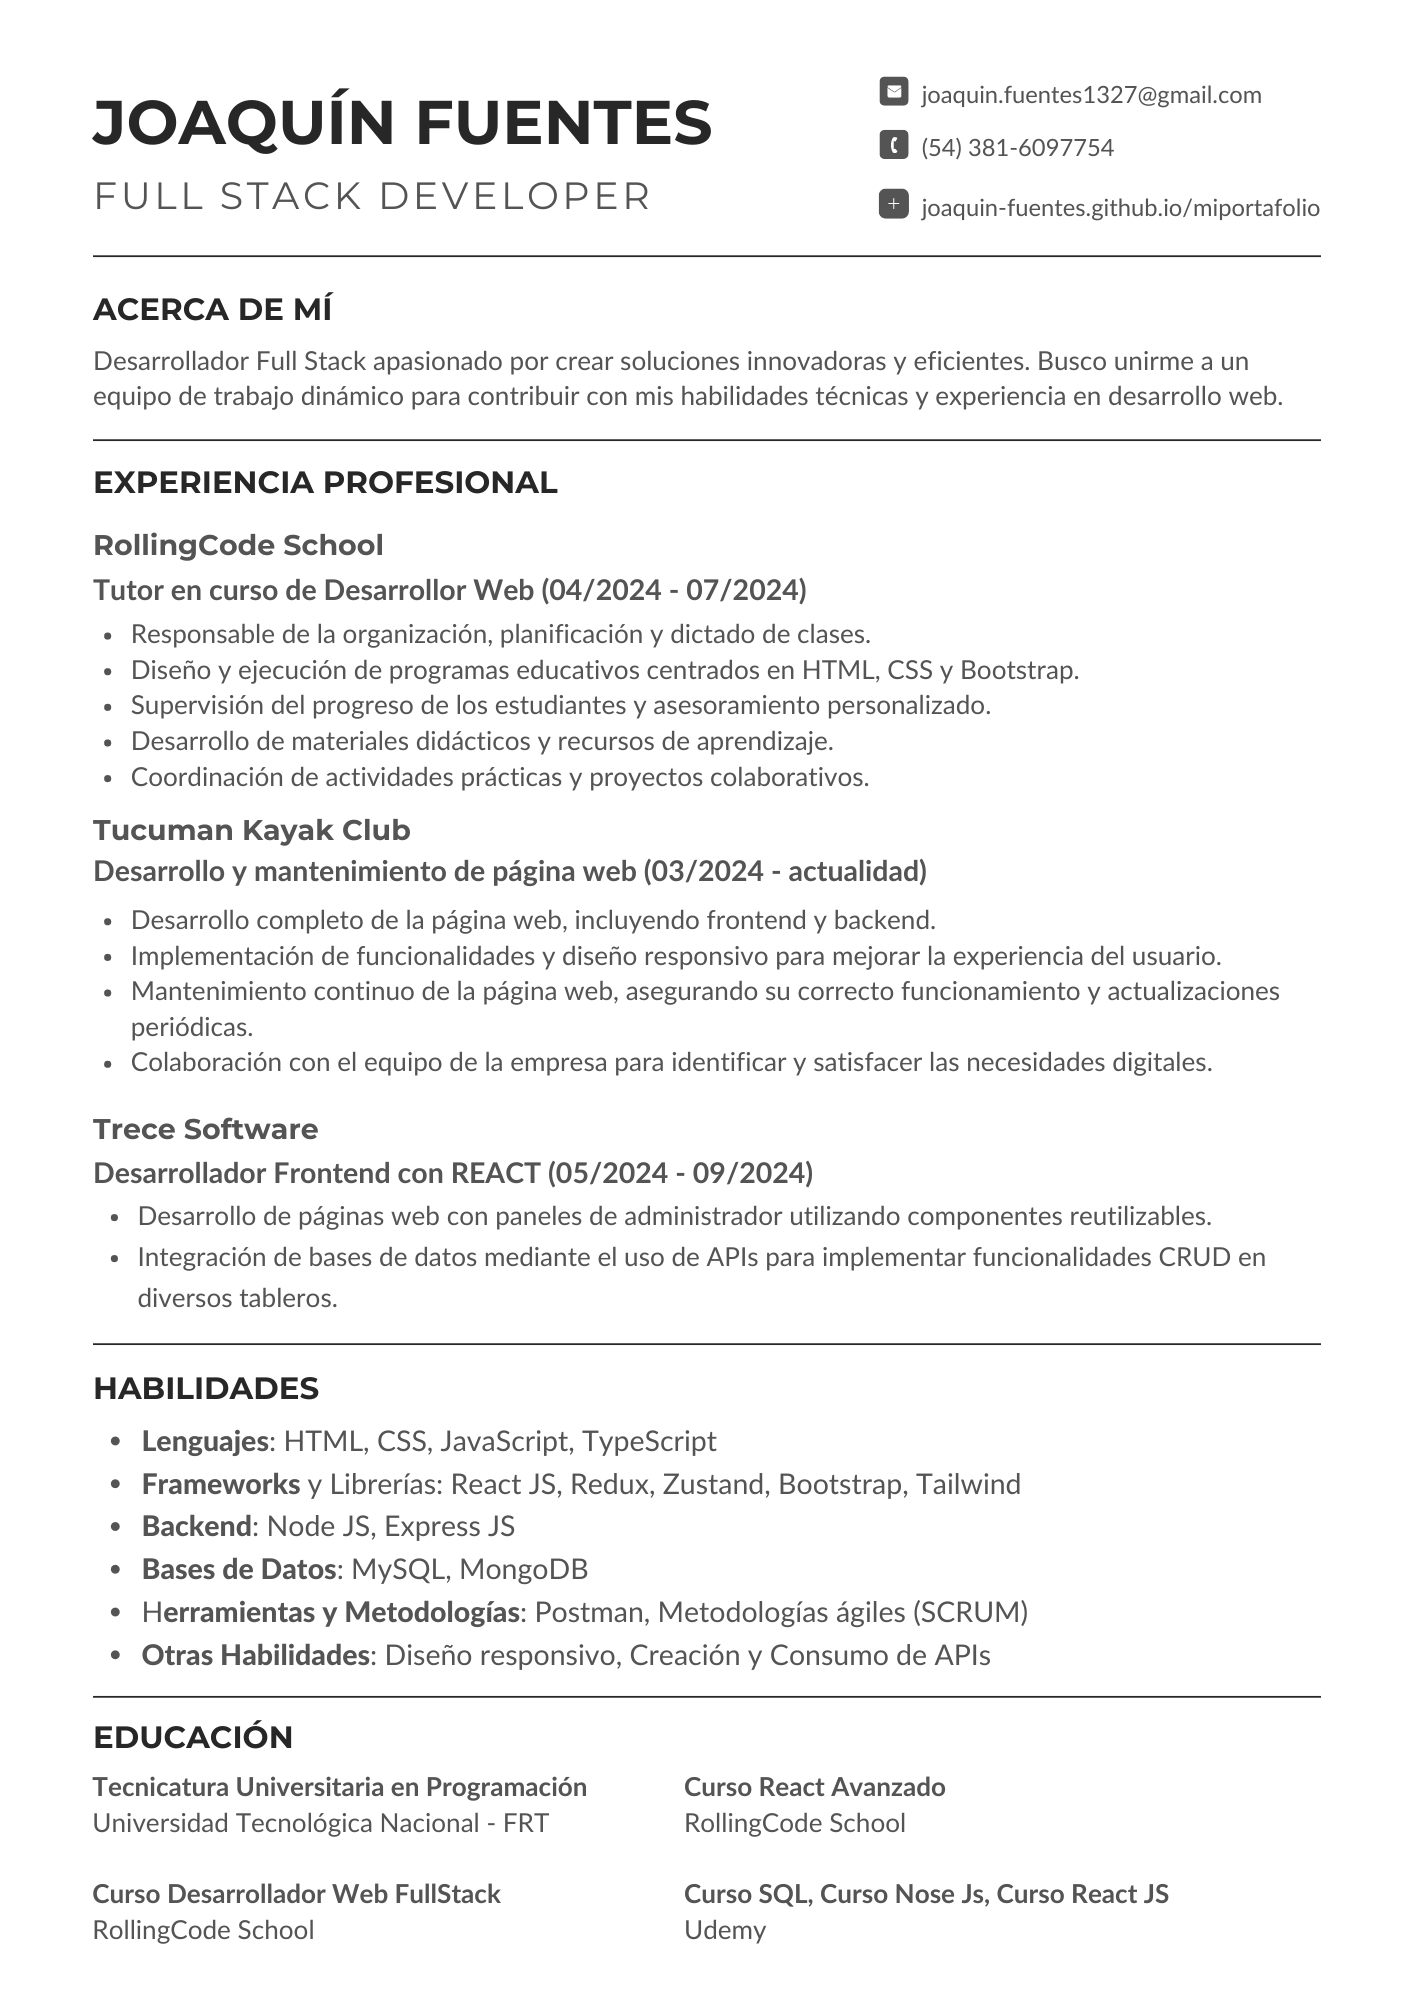 JOAQUÍN FUENTES
FULL STACK DEVELOPER
joaquin.fuentes1327@gmail.com
(54) 381-6097754
joaquin-fuentes.github.io/miportafolio
ACERCA DE MÍ
Desarrollador Full Stack apasionado por crear soluciones innovadoras y eficientes. Busco unirme a un
equipo de trabajo dinámico para contribuir con mis habilidades técnicas y experiencia en desarrollo web.
EXPERIENCIA PROFESIONAL
RollingCode School
Tutor en curso de Desarrollor Web (04/2024 - 07/2024)
• Responsable de la organización, planificación y dictado de clases.
• Diseño y ejecución de programas educativos centrados en HTML, CSS y Bootstrap.
• Supervisión del progreso de los estudiantes y asesoramiento personalizado.
• Desarrollo de materiales didácticos y recursos de aprendizaje.
• Coordinación de actividades prácticas y proyectos colaborativos.
Tucuman Kayak Club
Desarrollo y mantenimiento de página web (03/2024 - actualidad)
• Desarrollo completo de la página web, incluyendo frontend y backend.
• Implementación de funcionalidades y diseño responsivo para mejorar la experiencia del usuario.
• Mantenimiento continuo de la página web, asegurando su correcto funcionamiento y actualizaciones
periódicas.
• Colaboración con el equipo de la empresa para identificar y satisfacer las necesidades digitales.
Trece Software
Desarrollador Frontend con REACT (05/2024 - 09/2024)
• Desarrollo de páginas web con paneles de administrador utilizando componentes reutilizables.
• Integración de bases de datos mediante el uso de APIs para implementar funcionalidades CRUD en
diversos tableros.
HABILIDADES
• Lenguajes: HTML, CSS, JavaScript, TypeScript
• Frameworks y Librerías: React JS, Redux, Zustand, Bootstrap, Tailwind
• Backend: Node JS, Express JS
• Bases de Datos: MySQL, MongoDB
• Herramientas y Metodologías: Postman, Metodologías ágiles (SCRUM)
• Otras Habilidades: Diseño responsivo, Creación y Consumo de APIs
EDUCACIÓN
Tecnicatura Universitaria en Programación
Universidad Tecnológica Nacional - FRT
Curso React Avanzado
RollingCode School
Curso Desarrollador Web FullStack
RollingCode School
Curso SQL, Curso Nose Js, Curso React JS
Udemy